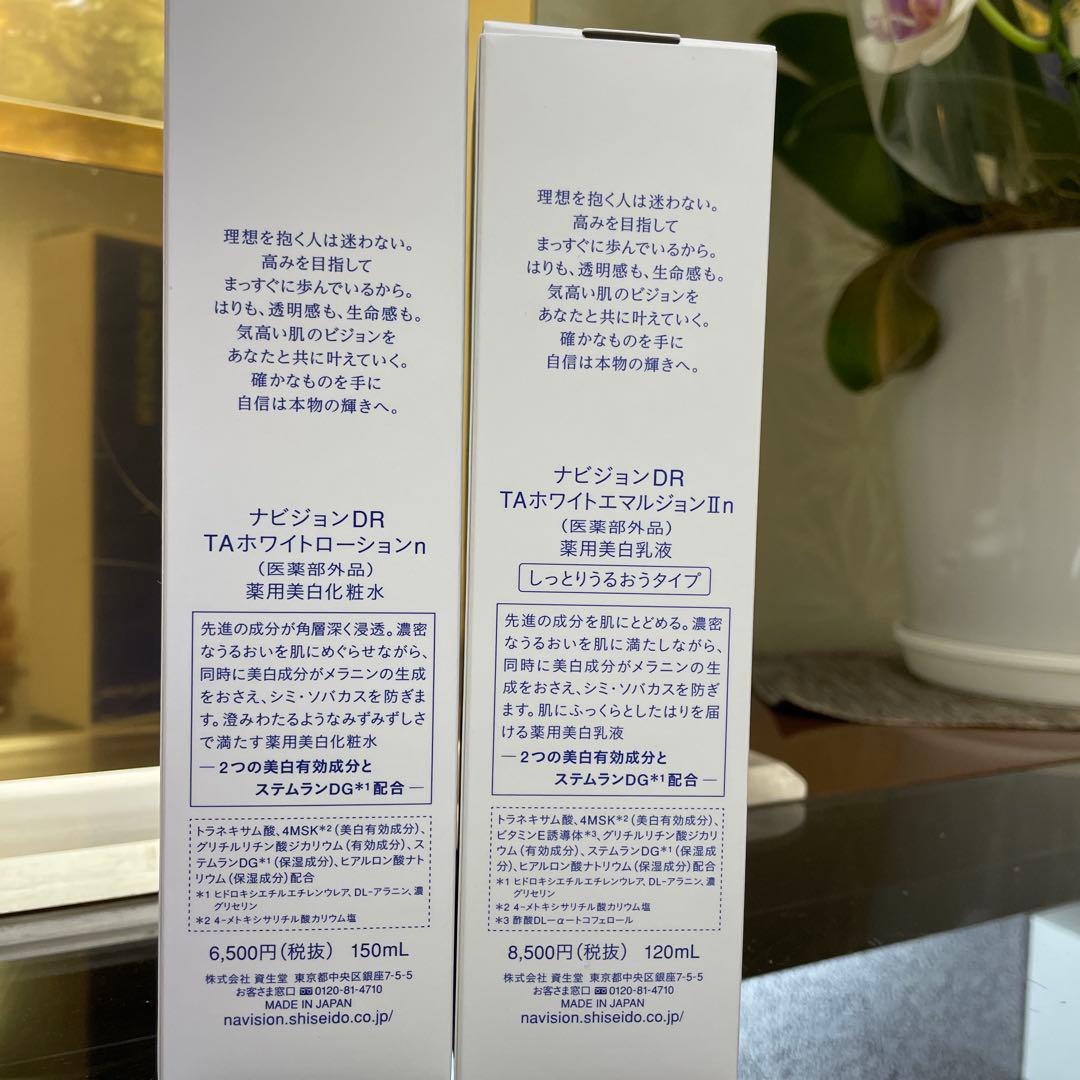 理想を抱く人は迷わない。
高みを目指して
まっすぐに歩んでいるから。
はりも、透明感も、生命感も。
気高い肌のビジョンを
あなたと共に叶えていく。
確かなものを手に
自信は本物の輝きへ。
ナビジョンDR
TAホワイトローションn
（医薬部外品）
薬用美白化粧水
先進の成分が角層深く浸透。濃密
なうるおいを肌にめぐらせながら、
同時に美白成分がメラニンの生成
をおさえ、シミ・ソバカスを防ぎま
す。澄みわたるようなみずみずしさ
で満たす薬用美白化粧水
―2つの美白有効成分と
ステムランDG*1配合―
トラネキサム酸、4MSK*2（美白有効成分）、
グリチルリチン酸ジカリウム（有効成分）、ス
テムランDG*1（保湿成分）、ヒアルロン酸ナト
リウム（保湿成分）配合
*1 ヒドロキシエチルエチレンウレア、DL-アラニン、濃
グリセリン
*2 4-メトキシサリチル酸カリウム塩
6,500円（税抜） 150mL
株式会社 資生堂 東京都中央区銀座7-5-5
お客さま窓口 0120-81-4710
MADE IN JAPAN
navision.shiseido.co.jp/
理想を抱く人は迷わない。
高みを目指して
まっすぐに歩んでいるから。
はりも、透明感も、生命感も。
気高い肌のビジョンを
あなたと共に叶えていく。
確かなものを手に
自信は本物の輝きへ。
ナビジョンDR
TAホワイトエマルジョンⅡn
（医薬部外品）
薬用美白乳液
しっとりうるおうタイプ
先進の成分を肌にとどめる。濃密
なうるおいを肌に満たしながら、
同時に美白成分がメラニンの生
成をおさえ、シミ・ソバカスを防ぎ
ます。肌にふっくらとしたはりを届
ける薬用美白乳液
―2つの美白有効成分と
ステムランDG*1配合―
トラネキサム酸、4MSK*2（美白有効成分）、
ビタミンE誘導体*3、グリチルリチン酸ジカリ
ウム（有効成分）、ステムランDG*1（保湿成
分）、ヒアルロン酸ナトリウム（保湿成分）配合
*1 ヒドロキシエチルエチレンウレア、DL-アラニン、濃
グリセリン
*2 4-メトキシサリチル酸カリウム塩
*3 酢酸DL-α-トコフェロール
8,500円（税抜） 120mL
株式会社 資生堂 東京都中央区銀座7-5-5
お客さま窓口 0120-81-4710
MADE IN JAPAN
navision.shiseido.co.jp/